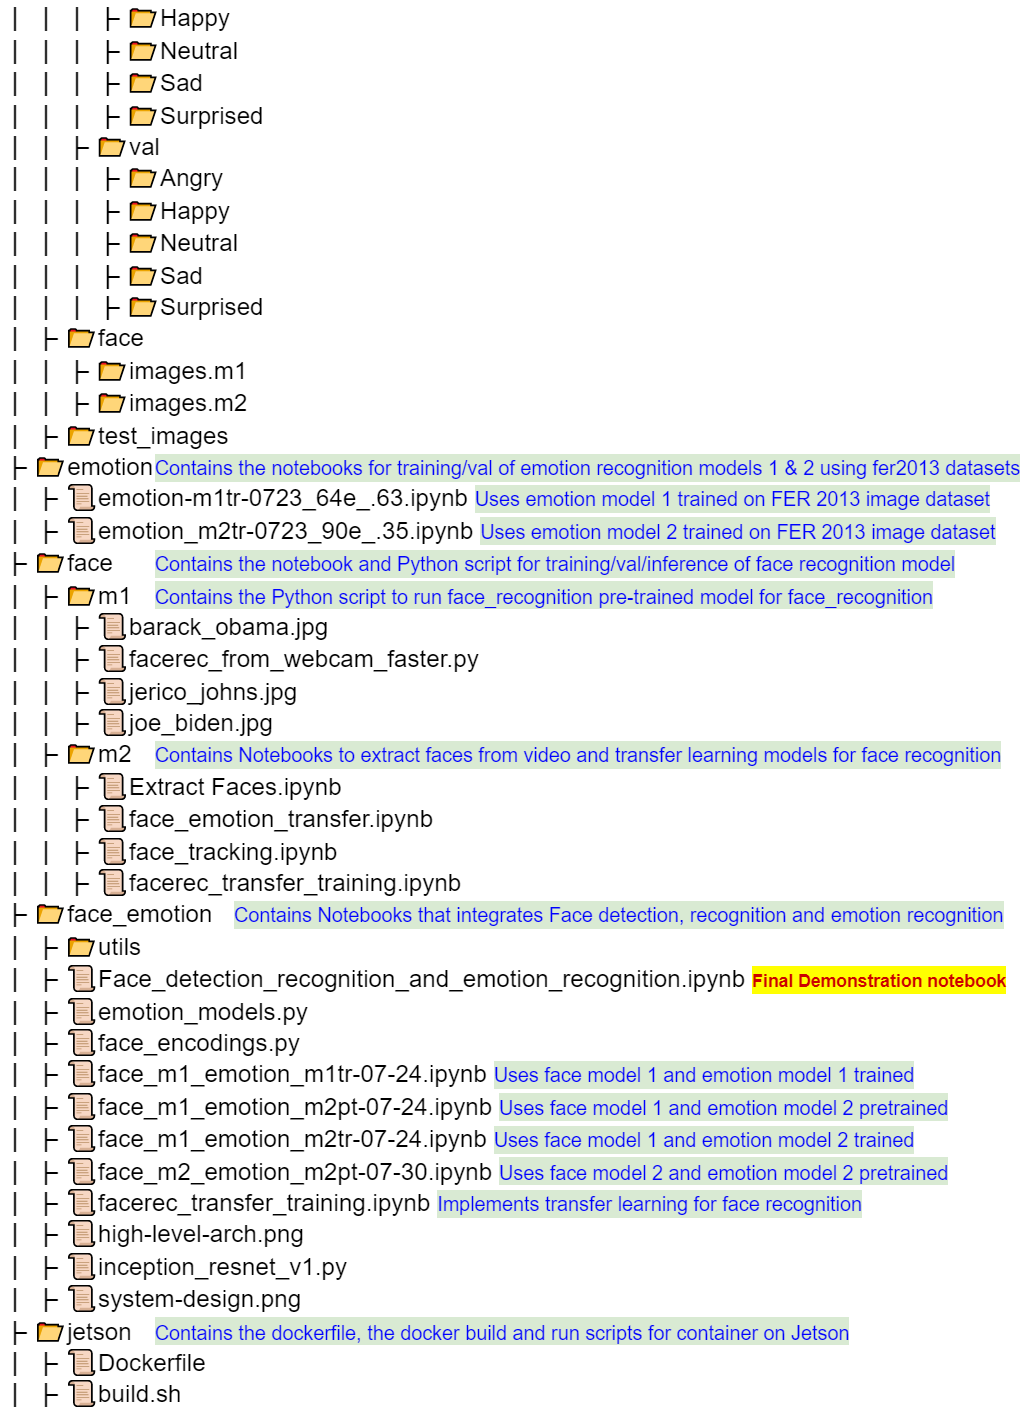 Happy
Neutral
Sad
Surprised
val
Angry
Happy
Neutral
Sad
Surprised
face
images.m1
images.m2
test_images
emotion Contains the notebooks for training/val of emotion recognition models 1 & 2 using fer2013 datasets
emotion-m1tr-0723_64e_.63.ipynb Uses emotion model 1 trained on FER 2013 image dataset
emotion_m2tr-0723_90e_.35.ipynb Uses emotion model 2 trained on FER 2013 image dataset
face Contains the notebook and Python script for training/val/inference of face recognition model
m1 Contains the Python script to run face_recognition pre-trained model for face_recognition
barack_obama.jpg
facerec_from_webcam_faster.py
jerico_johns.jpg
joe_biden.jpg
m2 Contains Notebooks to extract faces from video and transfer learning models for face recognition
Extract Faces.ipynb
face_emotion_transfer.ipynb
face_tracking.ipynb
facerec_transfer_training.ipynb
face_emotion Contains Notebooks that integrates Face detection, recognition and emotion recognition
utils
Face_detection_recognition_and_emotion_recognition.ipynb Final Demonstration notebook
emotion_models.py
face_encodings.py
face_m1_emotion_m1tr-07-24.ipynb Uses face model 1 and emotion model 1 trained
face_m1_emotion_m2pt-07-24.ipynb Uses face model 1 and emotion model 2 pretrained
face_m1_emotion_m2tr-07-24.ipynb Uses face model 1 and emotion model 2 trained
face_m2_emotion_m2pt-07-30.ipynb Uses face model 2 and emotion model 2 pretrained
facerec_transfer_training.ipynb Implements transfer learning for face recognition
high-level-arch.png
inception_resnet_v1.py
system-design.png
jetson Contains the dockerfile, the docker build and run scripts for container on Jetson
Dockerfile
build.sh